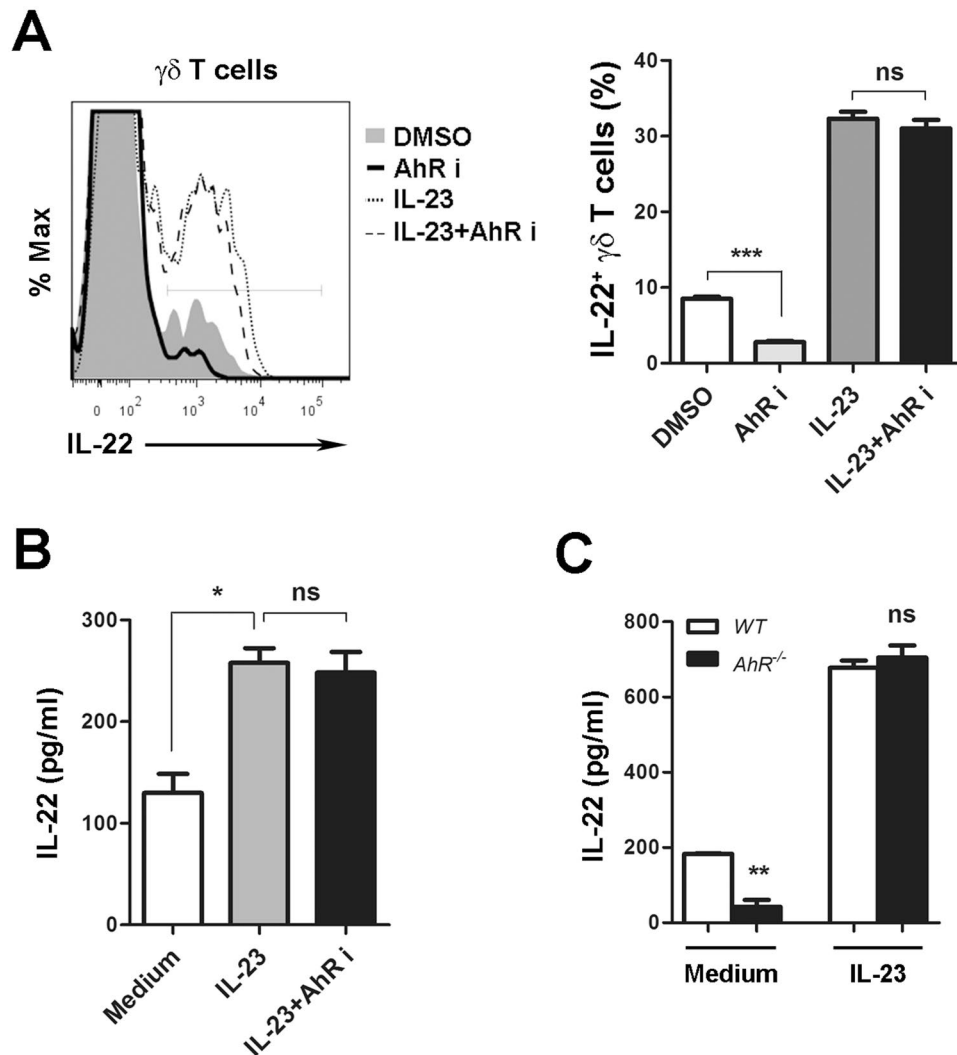 A
γδ T cells
% Max
0 10² 10³ 10⁴ 10⁵
IL-22
DMSO
AhR i
IL-23
IL-23+AhR i
IL-22⁺ γδ T cells (%)
40
30
20
10
0
***
ns
DMSO
AhR i
IL-23
IL-23+AhR i
B
IL-22 (pg/ml)
300
200
100
0
*
ns
Medium
IL-23
IL-23+AhR i
C
IL-22 (pg/ml)
800
600
400
200
0
WT
AhR⁻/⁻
**
ns
Medium
IL-23